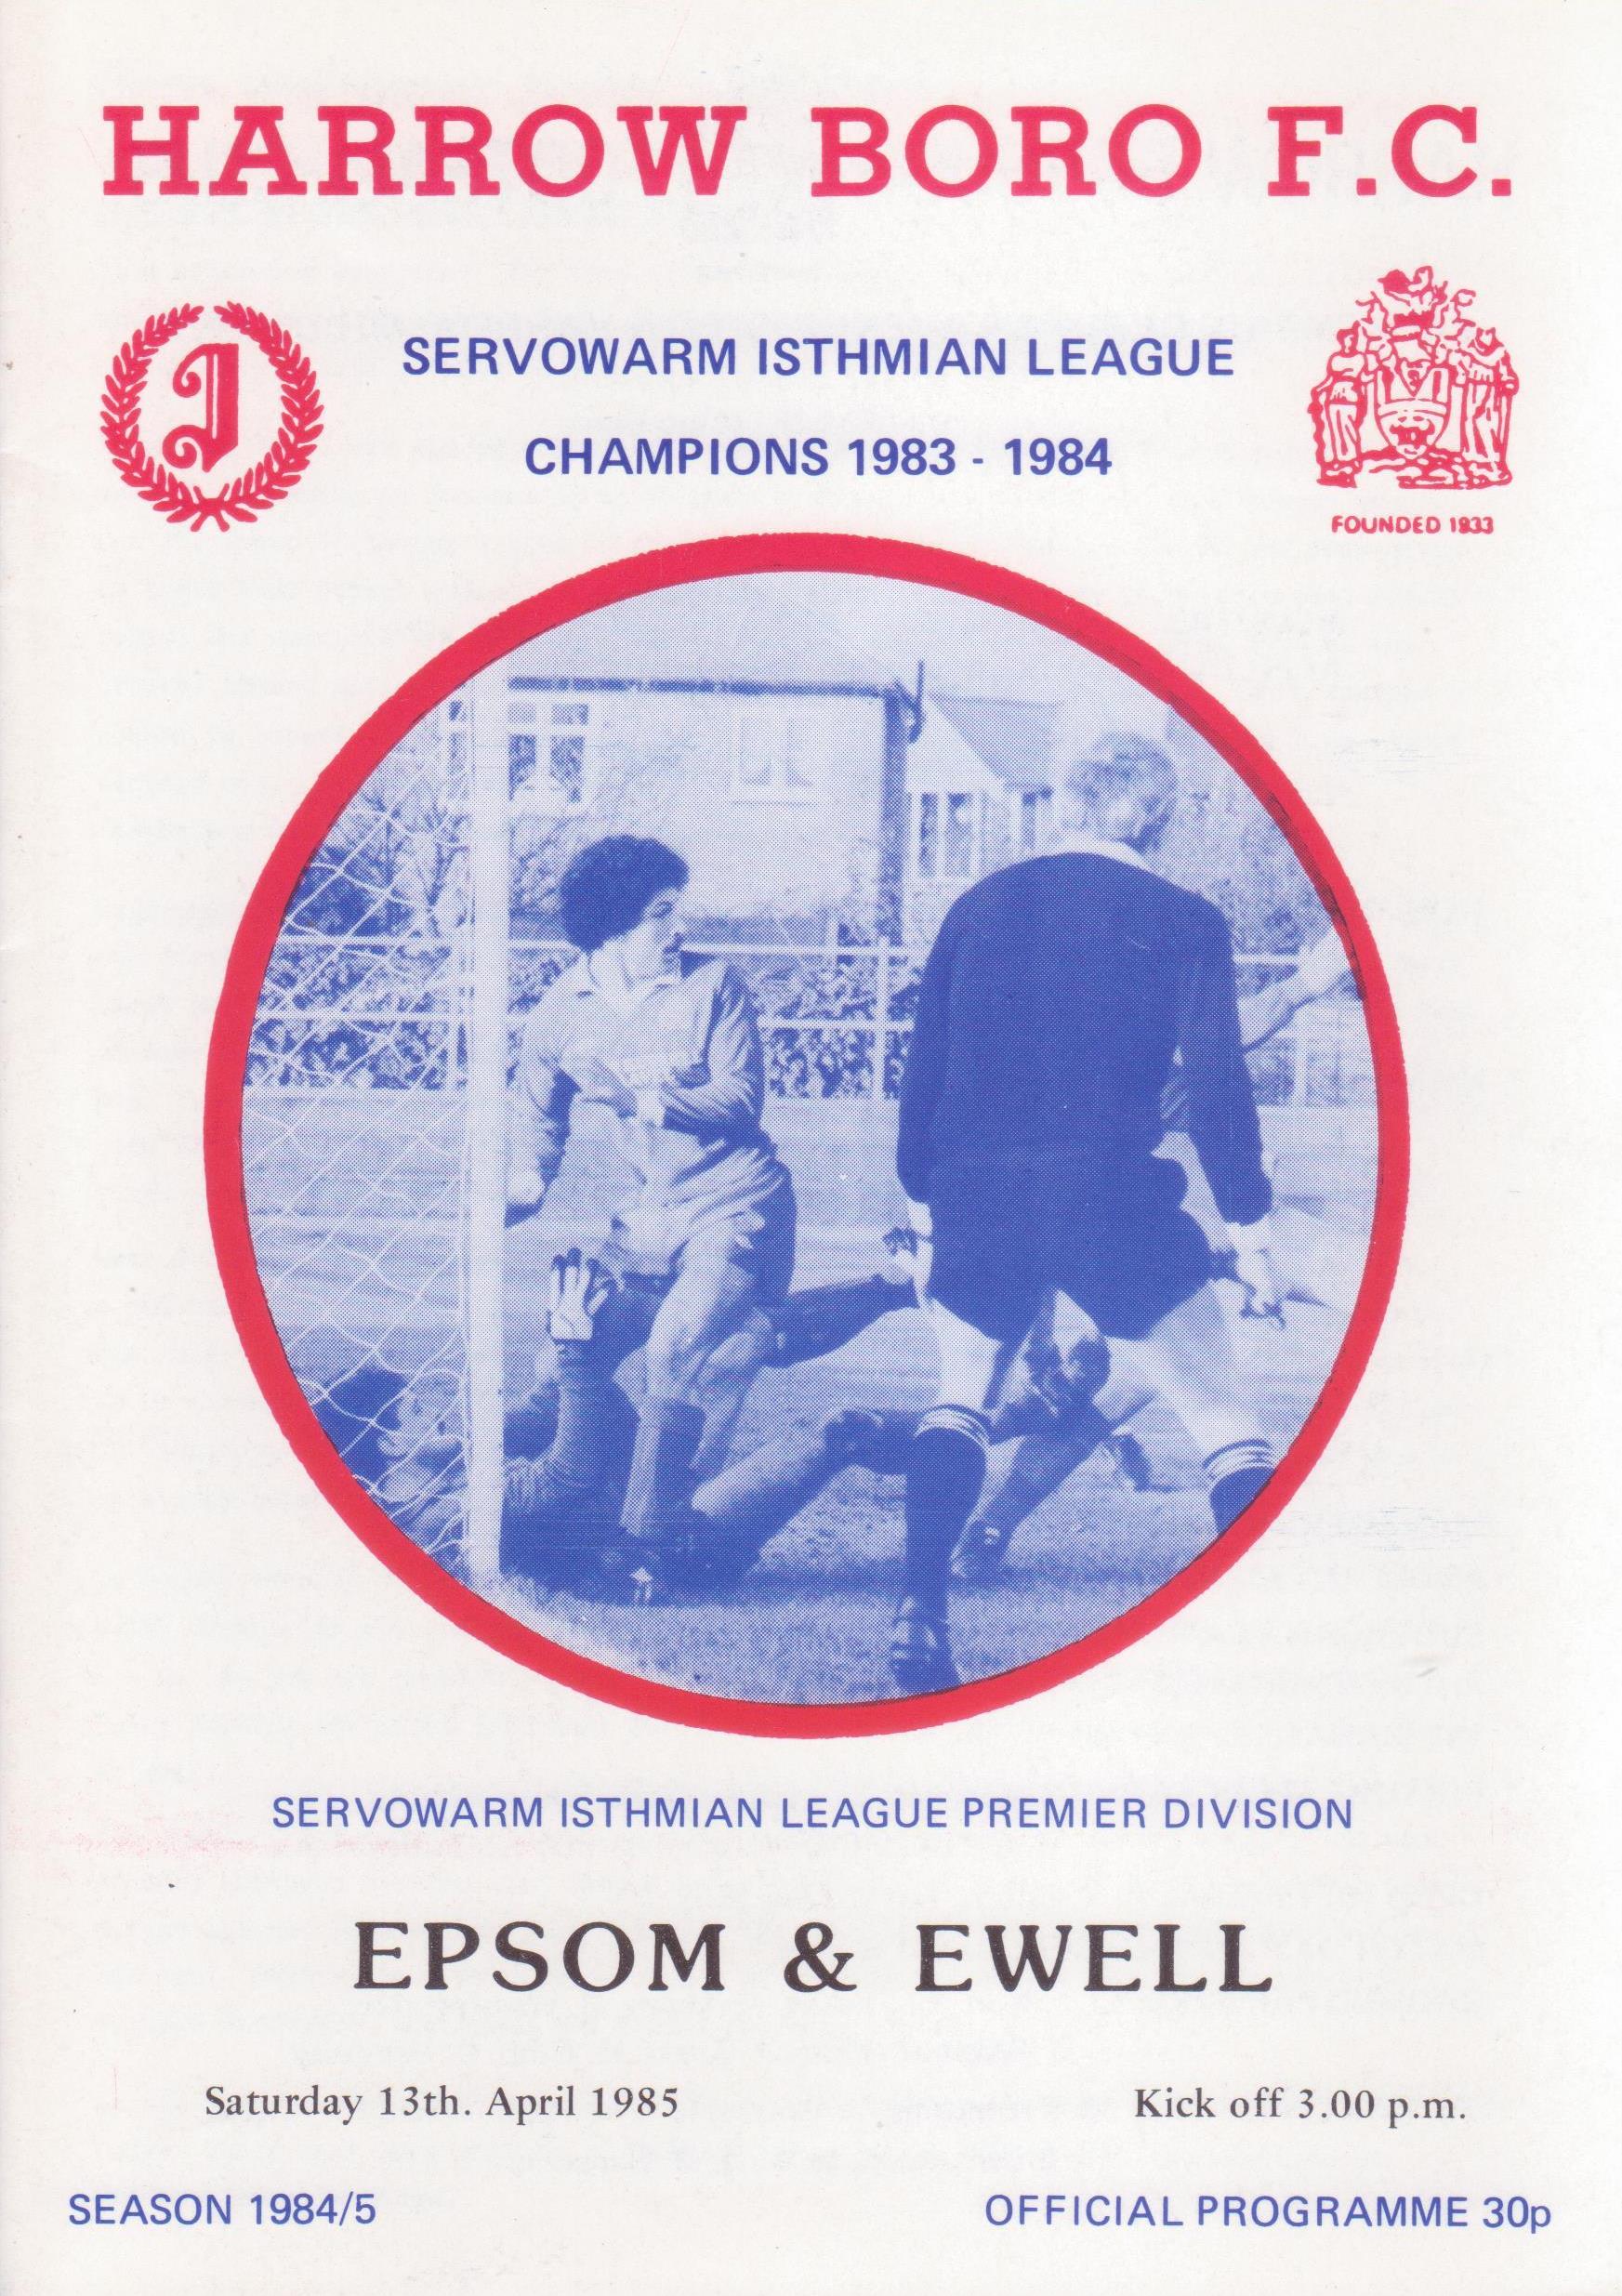 HARROW BORO F.C.
SERVOWARM ISTHMIAN LEAGUE
CHAMPIONS 1983 - 1984
I
FOUNDED 1933
SERVOWARM ISTHMIAN LEAGUE PREMIER DIVISION
EPSOM & EWELL
Saturday 13th. April 1985
Kick off 3.00 p.m.
SEASON 1984/5
OFFICIAL PROGRAMME 30p